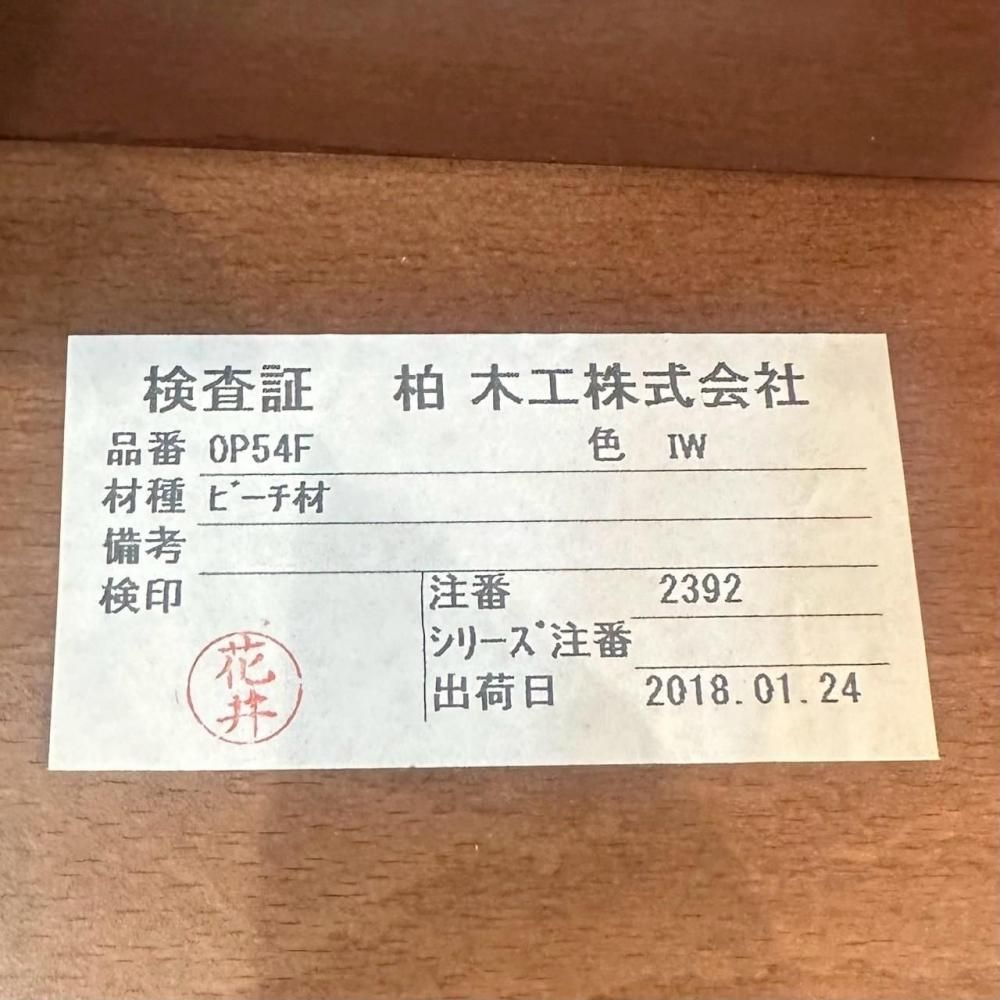 検査証 柏木工株式会社
品番 OP54F 色 IW
材種 ビーチ材
備考
検印
花井
注番 2392
シリーズ注番
出荷日 2018.01.24